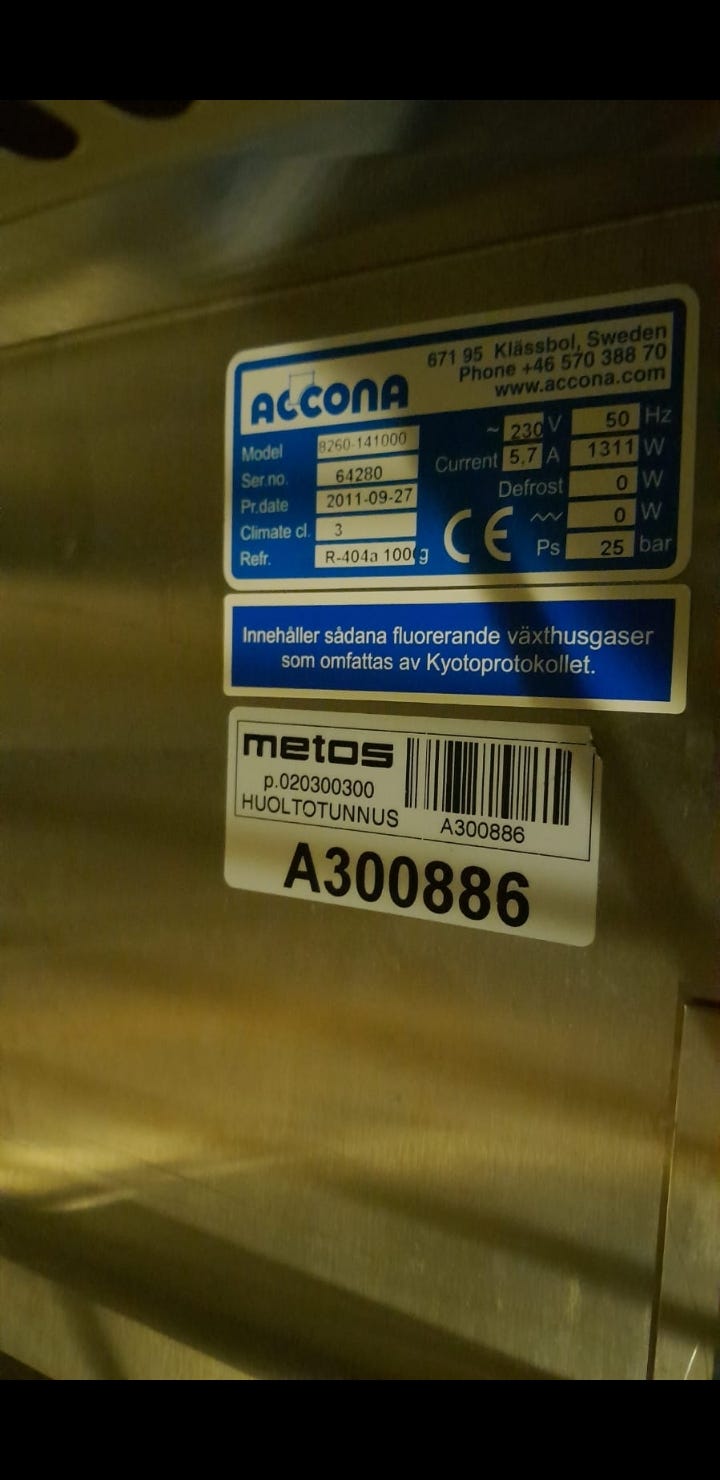 ACCONA
671 95 Klässbol, Sweden
Phone +46 570 388 70
www.accona.com
Model 8260-141000
Ser.no. 64280
Pr.date 2011-09-27
Climate cl. 3
Refr. R-404a 100 g
~ 230 V 50 Hz
Current 5,7 A 1311 W
Defrost 0 W
0 W
CE Ps 25 bar
Innehåller sådana fluorerande växthusgaser
som omfattas av Kyotoprotokollet.
metos
p.020300300
HUOLTOTUNNUS
A300886
A300886